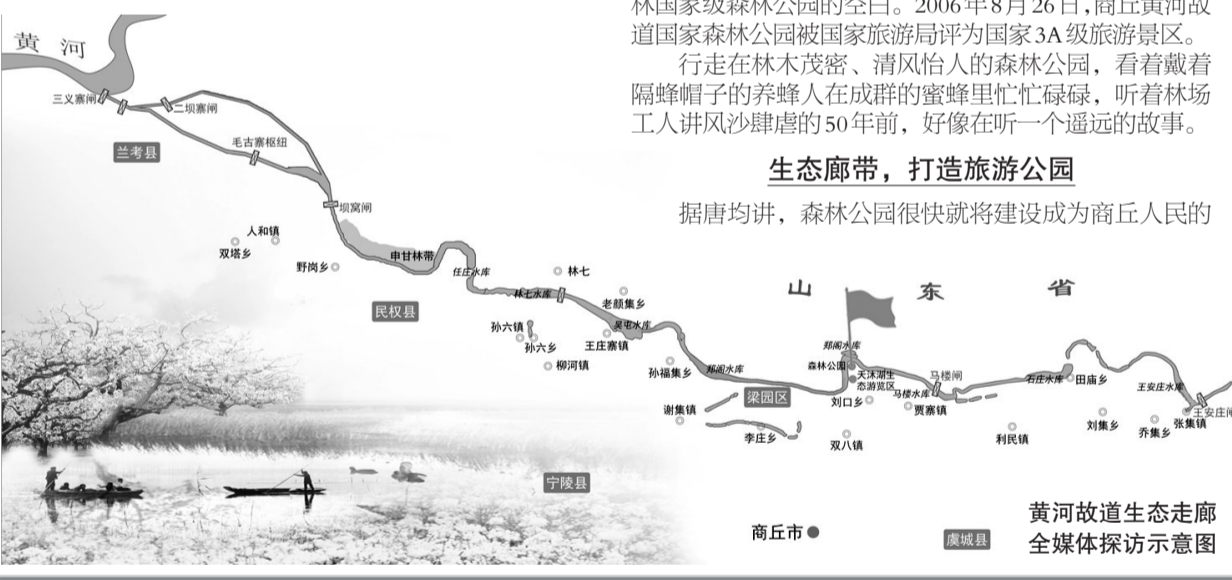 林国家级森林公园的空白。2006年8月26日,商丘黄河故
道国家森林公园被国家旅游局评为国家3A级旅游景区。
行走在林木茂密、清风怡人的森林公园，看着戴着
隔蜂帽子的养蜂人在成群的蜜蜂里忙忙碌碌，听着林场
工人讲风沙肆虐的50年前，好像在听一个遥远的故事。
生态廊带，打造旅游公园
据唐均讲，森林公园很快就将建设成为商丘人民的
黄河
三义寨闸
二坝寨闸
毛古寨枢纽
兰考县
坝窝闸
人和镇
双塔乡
野岗乡
申甘林带
任庄水库
民权县
林七
林七水库
老颜集乡
吴屯水库
孙六镇
孙六乡
王庄寨镇
柳河镇
孙福集乡
郑阁水库
梁园区
谢集镇
李庄乡
山东省
郑阁水库
森林公园
天沐湖生
态游览区
刘口乡
双八镇
马楼闸
马楼水库
贾寨镇
石庄水库
田庙乡
利民镇
刘集乡
王安庄水库
王安庄闸
张集镇
乔集乡
宁陵县
商丘市
虞城县
黄河故道生态走廊
全媒体探访示意图